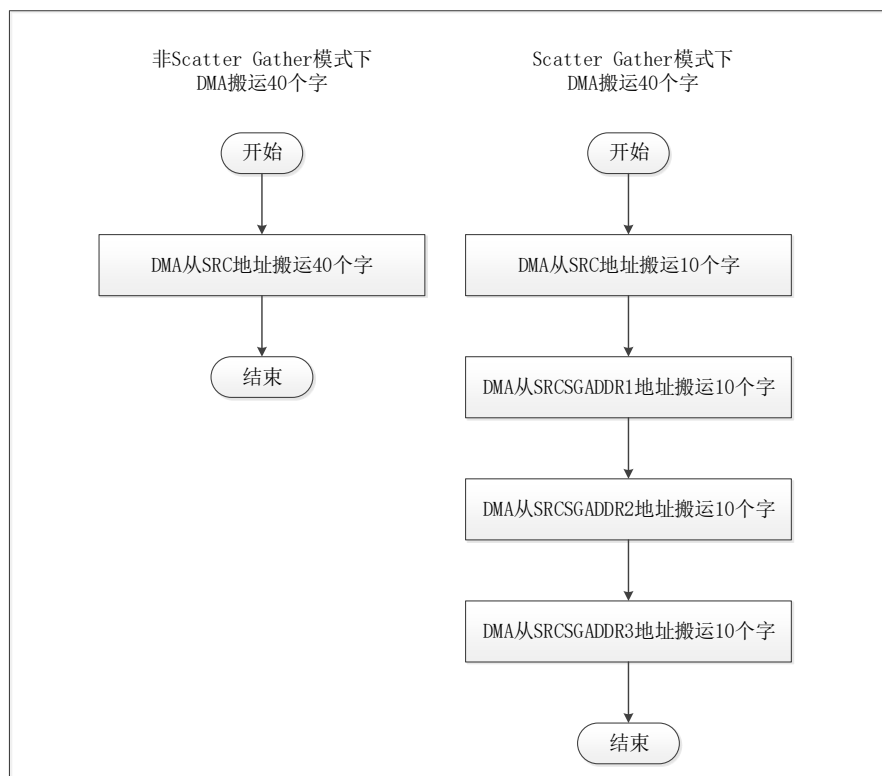 非Scatter Gather模式下
DMA搬运40个字
开始
DMA从SRC地址搬运40个字
结束
Scatter Gather模式下
DMA搬运40个字
开始
DMA从SRC地址搬运10个字
DMA从SRCSGADDR1地址搬运10个字
DMA从SRCSGADDR2地址搬运10个字
DMA从SRCSGADDR3地址搬运10个字
结束